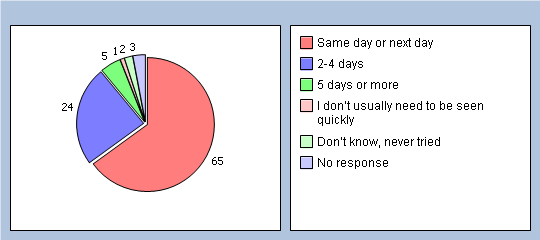 5 1 2 3
24
65
Same day or next day
2-4 days
5 days or more
I don't usually need to be seen
quickly
Don't know, never tried
No response